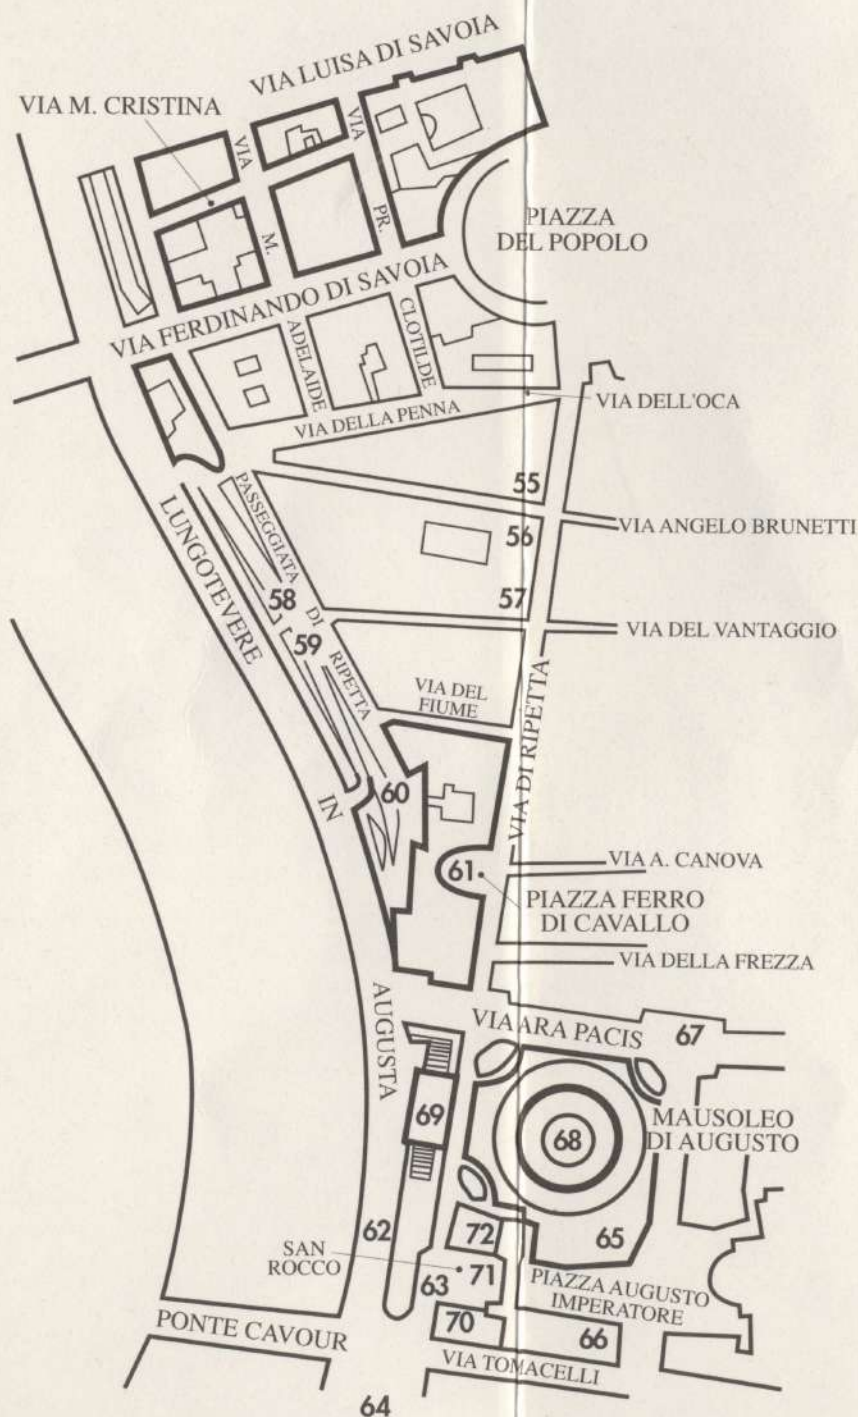 VIA LUISA DI SAVOIA
VIA M. CRISTINA
VIA
VIA
M.
PR.
PIAZZA
DEL POPOLO
VIA FERDINANDO DI SAVOIA
ADELAIDE
CLOTILDE
VIA DELL'OCA
VIA DELLA PENNA
55
VIA ANGELO BRUNETTI
56
PASSEGGIATA DI RIPETTA
LUNGOTEVERE IN AUGUSTA
58
57
59
VIA DEL VANTAGGIO
VIA DEL
FIUME
VIA DI RIPETTA
60
VIA A. CANOVA
61
PIAZZA FERRO
DI CAVALLO
VIA DELLA FREZZA
VIA ARA PACIS
67
69
68
MAUSOLEO
DI AUGUSTO
62
72
65
SAN
ROCCO
63
71
PIAZZA AUGUSTO
IMPERATORE
PONTE CAVOUR
70
66
VIA TOMACELLI
64